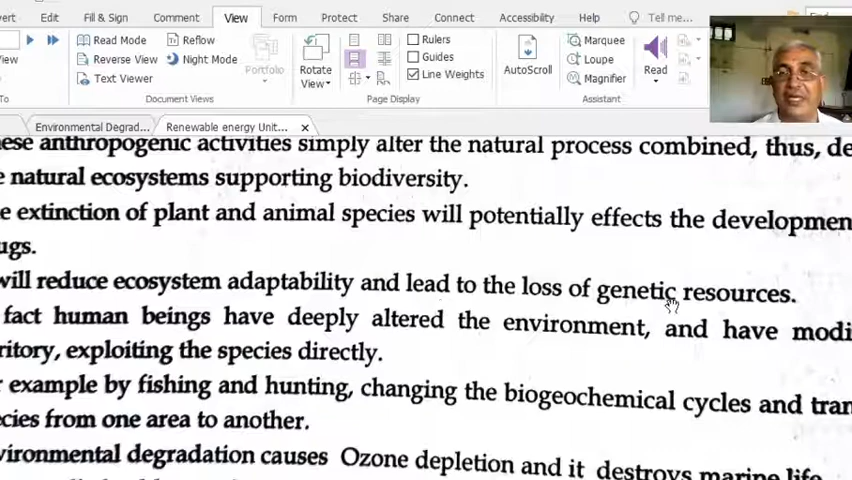 Edit Fill & Sign Comment View Form Protect Share Connect Accessibility Help Tell me...
Read Mode Reflow
Reverse View Night Mode
Text Viewer
Document Views
Portfolio
Rotate
View
Rulers
Guides
Line Weights
Page Display
AutoScroll
Marquee
Loupe
Magnifier
Read
Assistant
Environmental Degrad... Renewable energy Unit... ×
ese anthropogenic activities simply alter the natural process combined, thus, de
e natural ecosystems supporting biodiversity.
e extinction of plant and animal species will potentially effects the developmen
ugs.
will reduce ecosystem adaptability and lead to the loss of genetic resources.
fact human beings have deeply altered the environment, and have modi
ritory, exploiting the species directly.
r example by fishing and hunting, changing the biogeochemical cycles and tran
ecies from one area to another.
vironmental degradation causes Ozone depletion and it destroys marine life